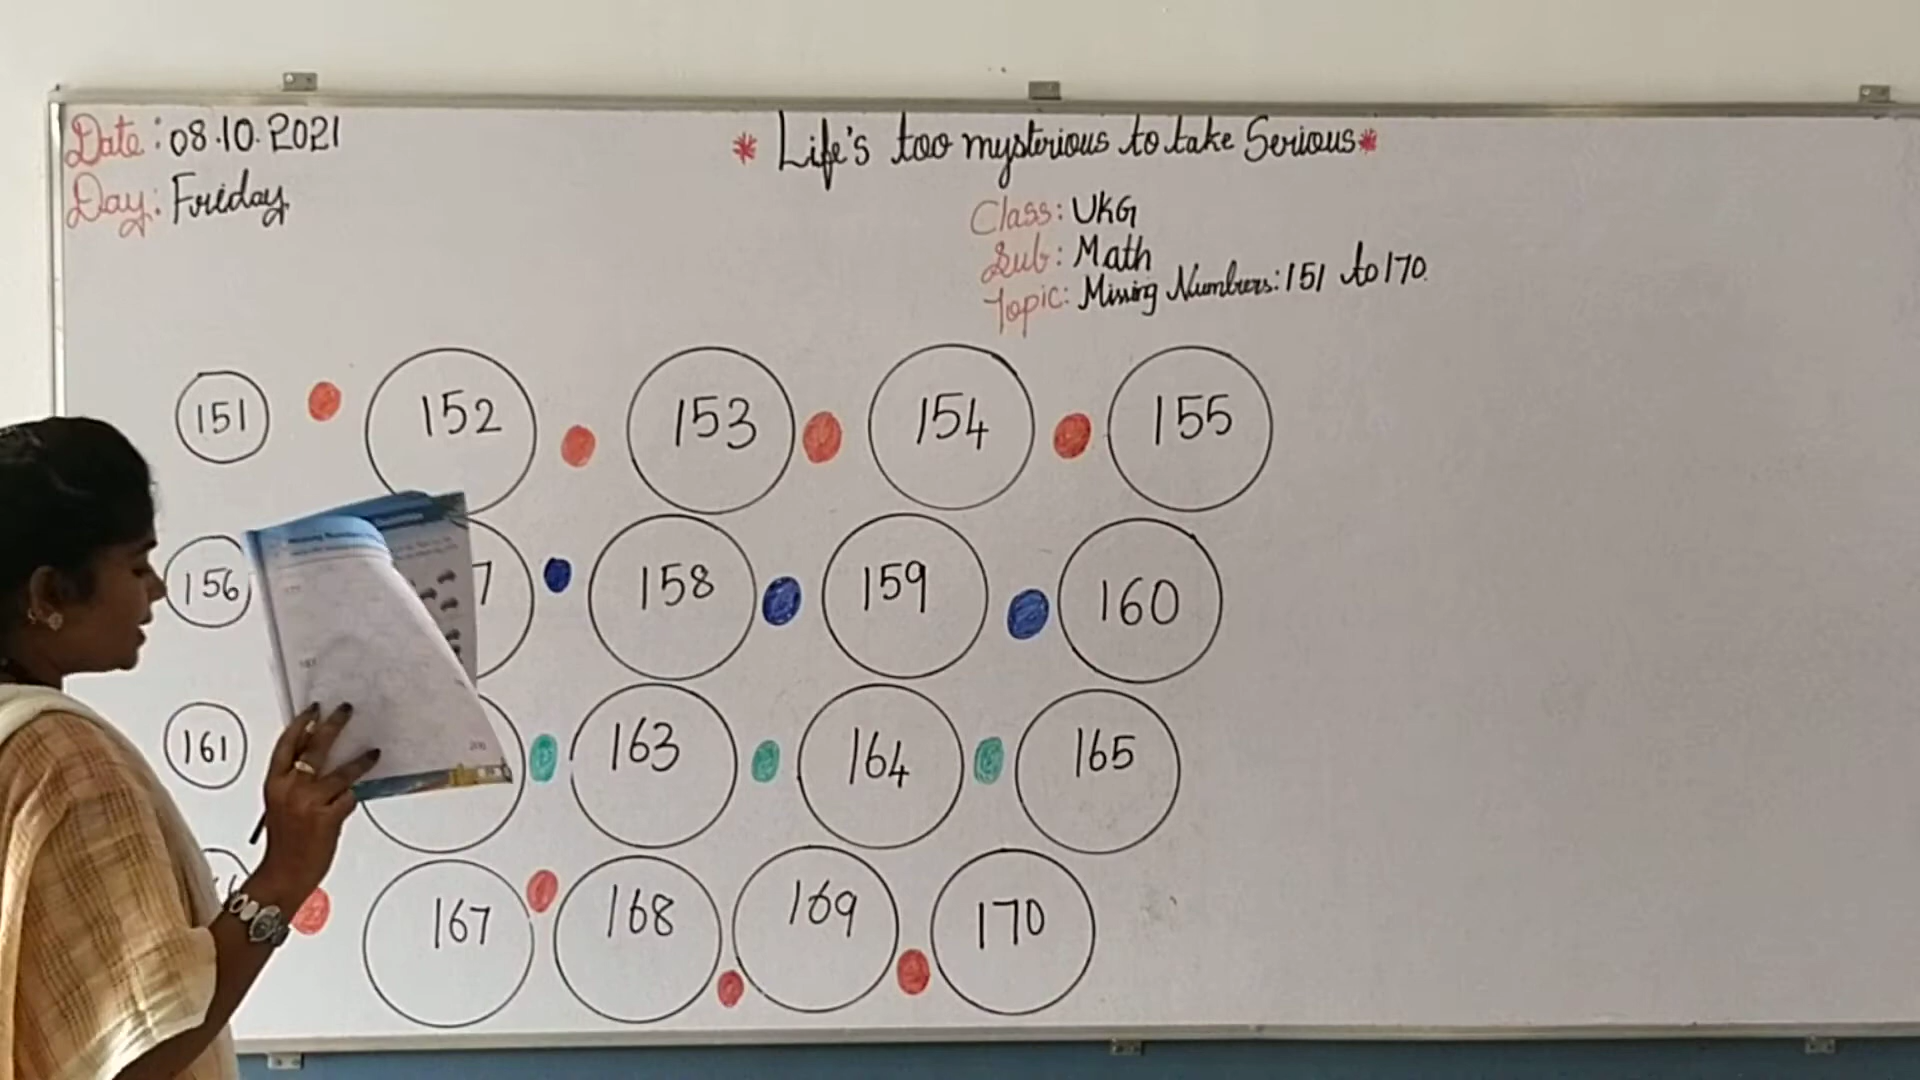 Date: 08.10.2021
Day: Friday
* Life's too mysterious to take Serious *
Class: UKG
Sub: Math
Topic: Missing Numbers: 151 to 170.
151 152 153 154 155
156 7 158 159 160
161 163 164 165
167 168 169 170